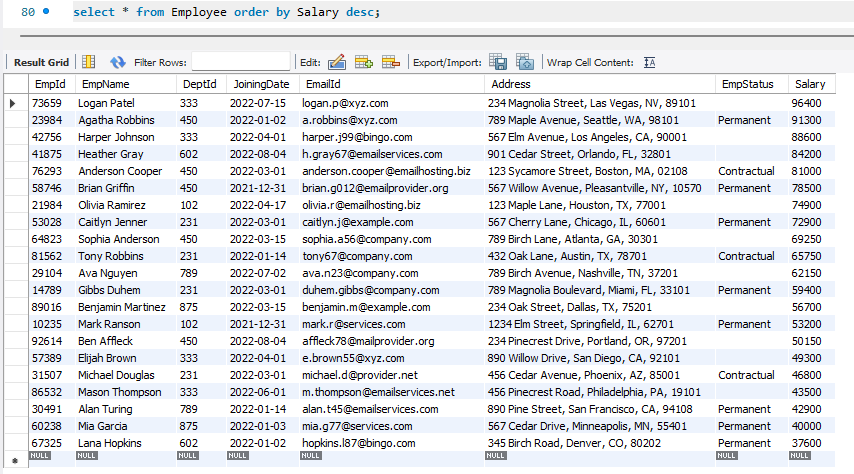 80 select * from Employee order by Salary desc;
Result Grid Filter Rows: Edit: Export/Import: Wrap Cell Content: IA
EmpId EmpName DeptId JoiningDate EmailId Address EmpStatus Salary
73659 Logan Patel 333 2022-07-15 logan.p@xyz.com 234 Magnolia Street, Las Vegas, NV, 89101 96400
23984 Agatha Robbins 450 2022-01-02 a.robbins@xyz.com 789 Maple Avenue, Seattle, WA, 98101 Permanent 91300
42756 Harper Johnson 333 2022-04-01 harper.j99@bingo.com 567 Elm Avenue, Los Angeles, CA, 90001 88600
41875 Heather Gray 602 2022-08-04 h.gray67@emailservices.com 901 Cedar Street, Orlando, FL, 32801 84200
76293 Anderson Cooper 450 2022-03-01 anderson.cooper@emailhosting.biz 123 Sycamore Street, Boston, MA, 02108 Contractual 81000
58746 Brian Griffin 450 2021-12-31 brian.g012@emailprovider.org 567 Willow Avenue, Pleasantville, NY, 10570 Permanent 78500
21984 Olivia Ramirez 102 2022-04-17 olivia.r@emailhosting.biz 123 Maple Lane, Houston, TX, 77001 74900
53028 Caitlyn Jenner 231 2022-03-01 caitlyn.j@example.com 567 Cherry Lane, Chicago, IL, 60601 Permanent 72900
64823 Sophia Anderson 450 2022-03-15 sophia.a56@company.com 789 Birch Lane, Atlanta, GA, 30301 69250
81562 Tony Robbins 231 2022-01-14 tony67@company.com 432 Oak Lane, Austin, TX, 78701 Contractual 65750
29104 Ava Nguyen 789 2022-07-02 ava.n23@company.com 789 Birch Avenue, Nashville, TN, 37201 62150
14789 Gibbs Duhem 231 2022-03-01 duhem.gibbs@company.com 789 Magnolia Boulevard, Miami, FL, 33101 Permanent 59400
89016 Benjamin Martinez 875 2022-03-15 benjamin.m@example.com 234 Oak Street, Dallas, TX, 75201 56700
10235 Mark Ranson 102 2021-12-31 mark.r@services.com 1234 Elm Street, Springfield, IL, 62701 Permanent 53200
92614 Ben Affleck 450 2022-08-04 affleck78@mailprovider.org 234 Pinecrest Drive, Portland, OR, 97201 50150
57389 Elijah Brown 333 2022-04-01 e.brown55@xyz.com 890 Willow Drive, San Diego, CA, 92101 49300
31507 Michael Douglas 231 2022-03-01 michael.d@provider.net 456 Cedar Avenue, Phoenix, AZ, 85001 Contractual 46800
86532 Mason Thompson 333 2022-06-01 m.thompson@emailservices.net 456 Pinecrest Road, Philadelphia, PA, 19101 43500
30491 Alan Turing 789 2022-01-14 alan.t45@emailservices.com 890 Pine Street, San Francisco, CA, 94108 Permanent 42900
60238 Mia Garcia 875 2022-01-03 mia.g77@services.com 567 Cedar Drive, Minneapolis, MN, 55401 Permanent 40000
67325 Lana Hopkins 602 2022-01-02 hopkins.l87@bingo.com 345 Birch Road, Denver, CO, 80202 Permanent 37600
NULL NULL NULL NULL NULL NULL NULL NULL